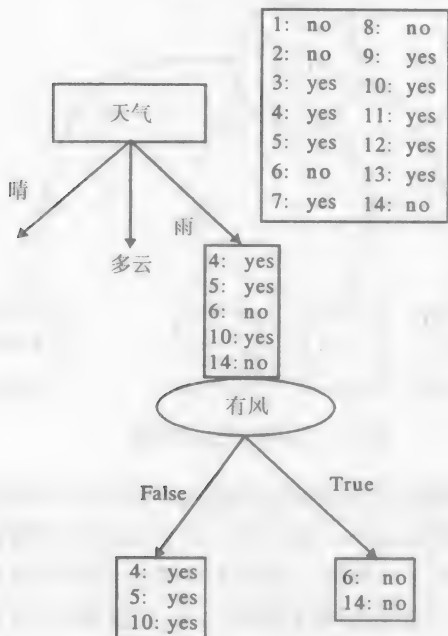 1: no 8: no
2: no 9: yes
3: yes 10: yes
4: yes 11: yes
5: yes 12: yes
6: no 13: yes
7: yes 14: no
天气
晴
多云
雨
4: yes
5: yes
6: no
10: yes
14: no
有风
False
True
4: yes
5: yes
10: yes
6: no
14: no